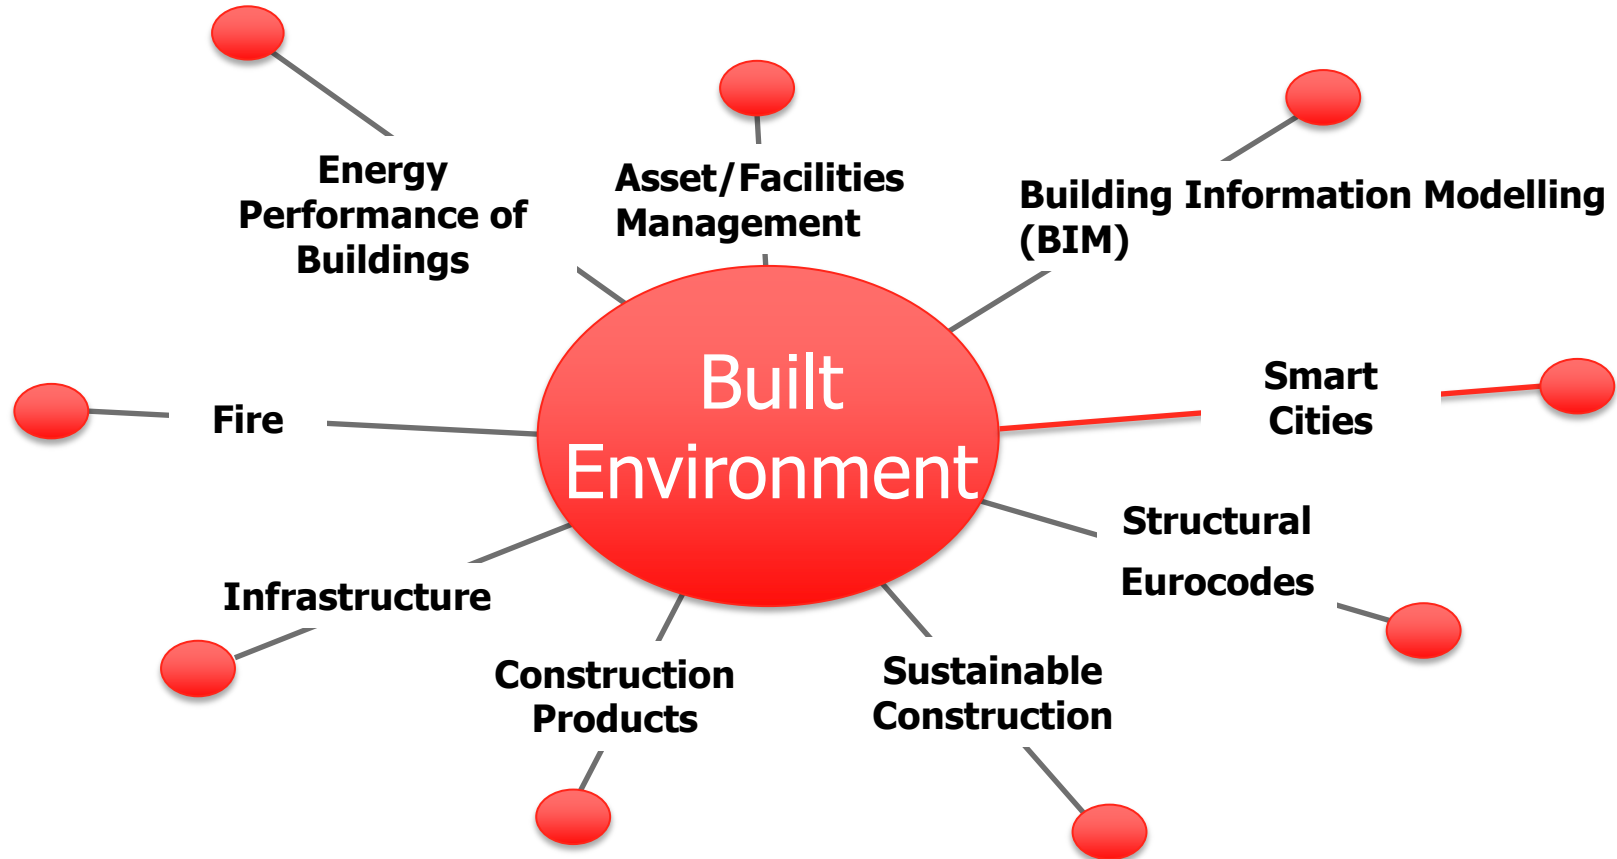 Energy
Performance of
Buildings
Asset/Facilities
Management
Building Information Modelling
(BIM)
Built
Environment
Smart
Cities
Fire
Structural
Eurocodes
Infrastructure
Construction
Products
Sustainable
Construction